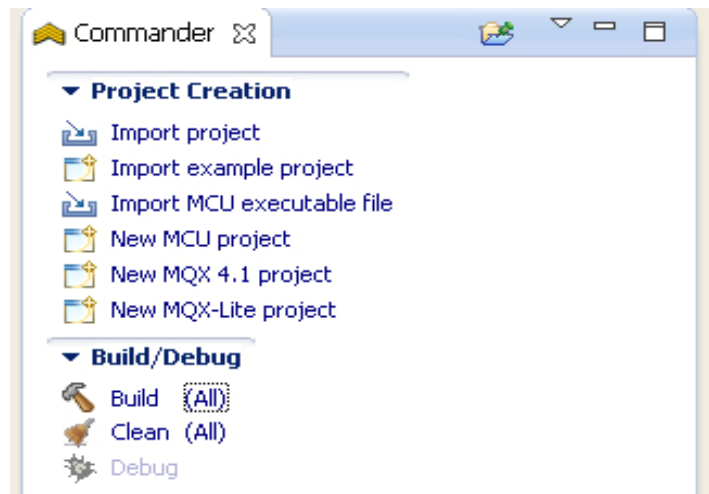 Commander
Project Creation
Import project
Import example project
Import MCU executable file
New MCU project
New MQX 4.1 project
New MQX-Lite project
Build/Debug
Build (All)
Clean (All)
Debug